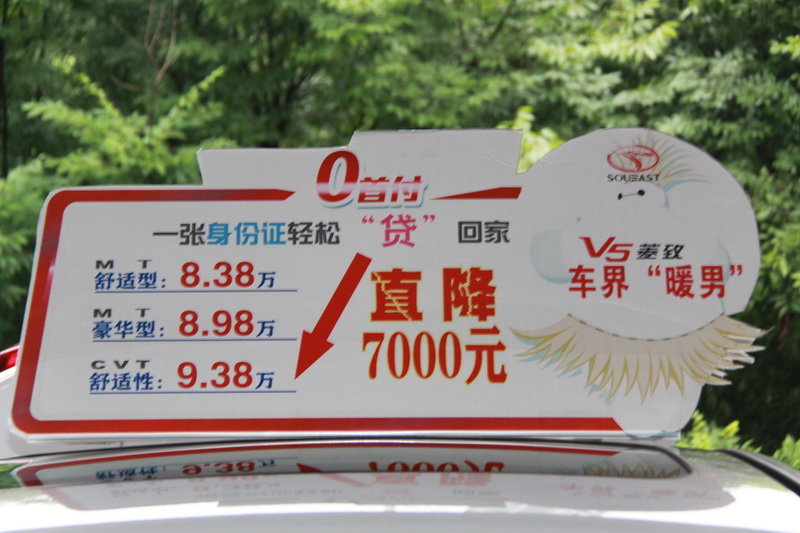 0首付
一张身份证轻松“贷”回家
MT
舒适型：8.38万
MT
豪华型：8.98万
CVT
舒适性：9.38万
直降
7000元
SOUEAST
V5菱致
车界“暖男”